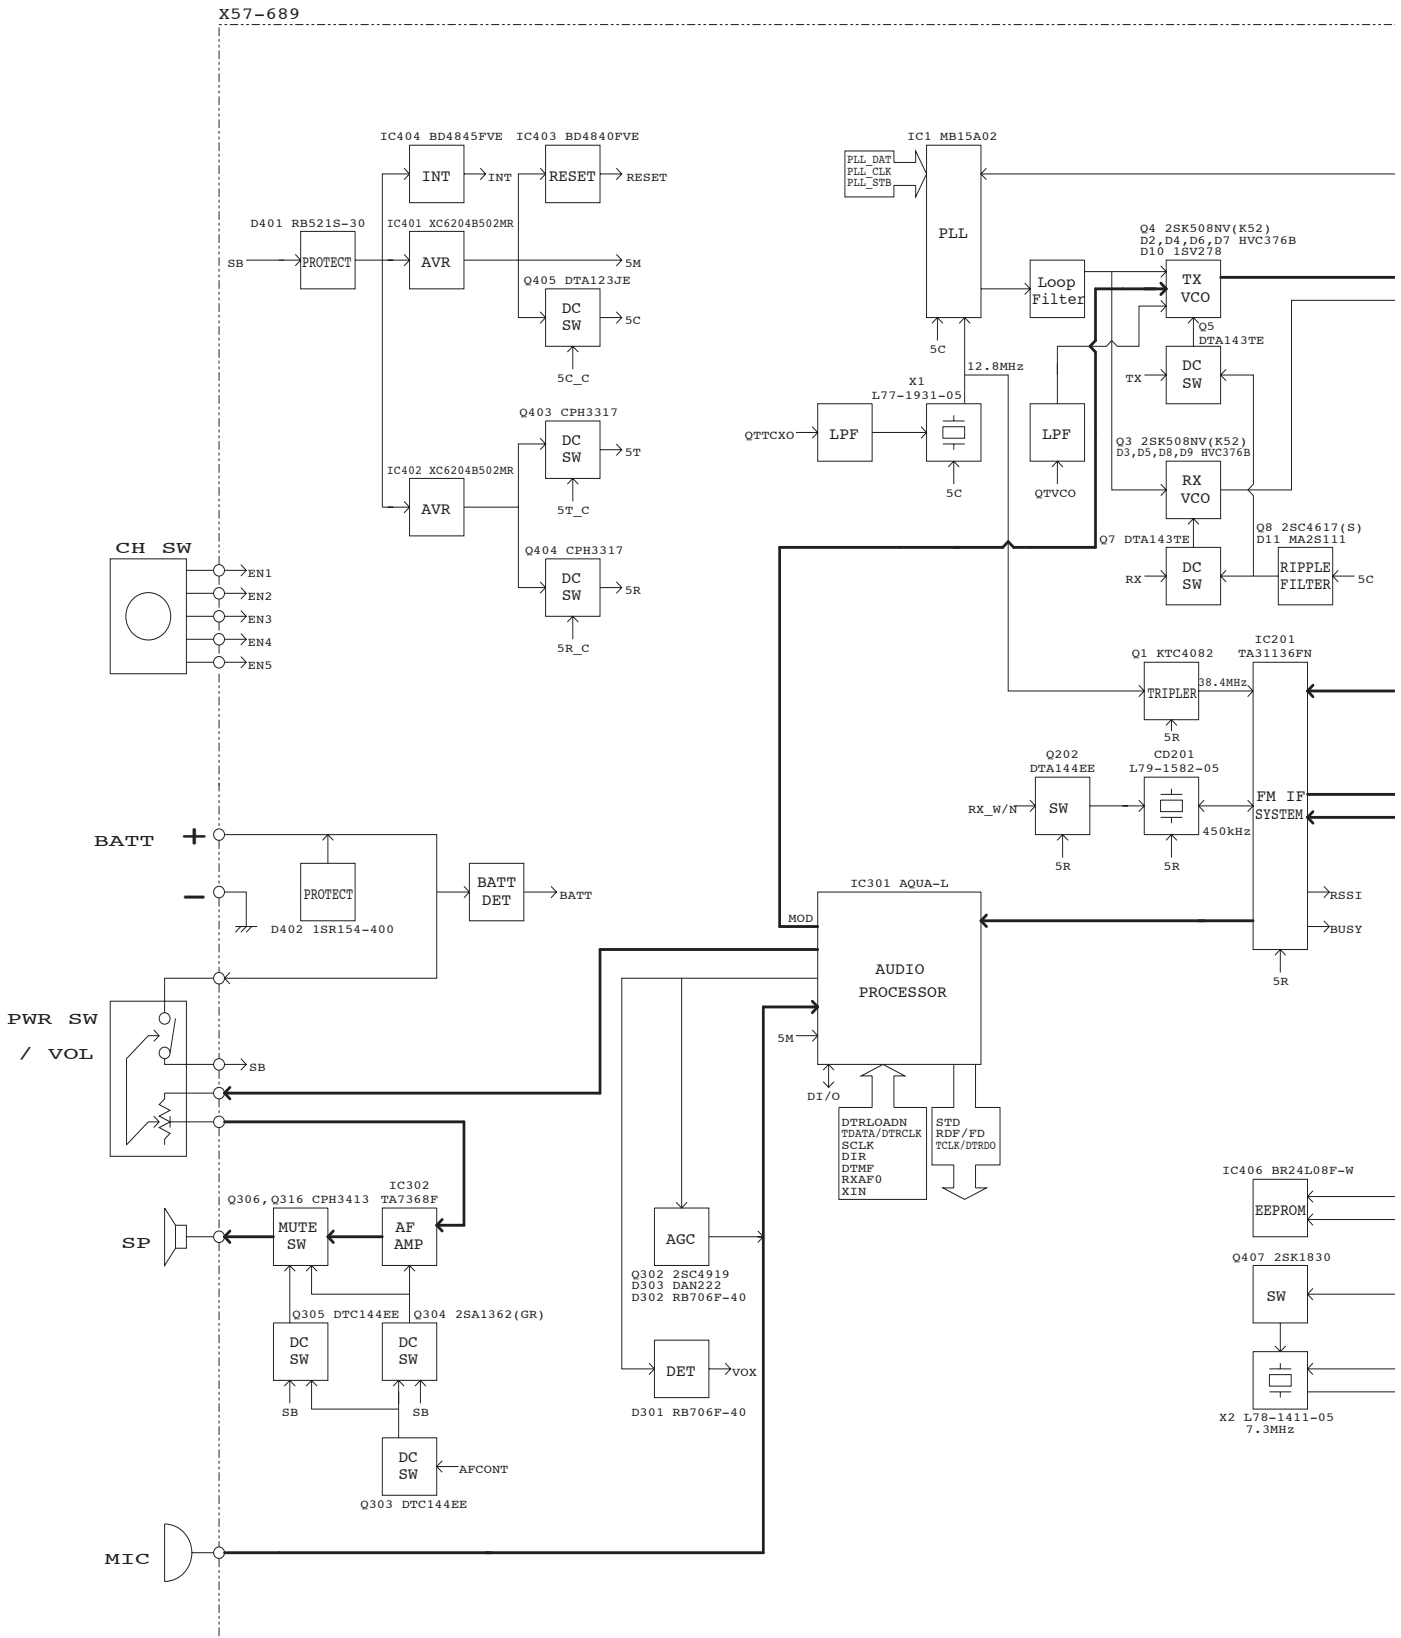 X57-689
IC404 BD4845FVE
INT
INT
IC403 BD4840FVE
RESET
RESET
D401 RB521S-30
SB
PROTECT
IC401 XC6204B502MR
AVR
5M
Q405 DTA123JE
DC
SW
5C
5C_C
Q403 CPH3317
DC
SW
5T
5T_C
IC402 XC6204B502MR
AVR
Q404 CPH3317
DC
SW
5R
5R_C
CH SW
EN1
EN2
EN3
EN4
EN5
IC1 MB15A02
PLL_DAT
PLL_CLK
PLL_STB
PLL
5C
Loop
Filter
12.8MHz
X1
L77-1931-05
QTTCXO
LPF
5C
LPF
QTVCO
Q4 2SK508NV(K52)
D2,D4,D6,D7 HVC376B
D10 1SV278
TX
VCO
Q5
DTA143TE
TX
DC
SW
Q3 2SK508NV(K52)
D3,D5,D8,D9 HVC376B
RX
VCO
Q7 DTA143TE
RX
DC
SW
Q8 2SC4617(S)
D11 MA2S111
RIPPLE
FILTER
5C
IC201
TA31136FN
Q1 KTC4082
TRIPLER
38.4MHz
5R
Q202
DTA144EE
RX_W/N
SW
5R
CD201
L79-1582-05
450kHz
5R
FM IF
SYSTEM
RSSI
BUSY
5R
BATT
+
-
PROTECT
D402 1SR154-400
BATT
DET
BATT
PWR SW
/ VOL
SB
IC301 AQUA-L
MOD
AUDIO
PROCESSOR
5M
DI/O
DTRLOADN
TDATA/DTRCLK
SCLK
DIR
DTMF
RXAFO
XIN
STD
RDF/FD
TCLK/DTRDO
SP
Q306,Q316 CPH3413
MUTE
SW
IC302
TA7368F
AF
AMP
Q305 DTC144EE
DC
SW
SB
Q304 2SA1362(GR)
DC
SW
SB
DC
SW
AFCONT
Q303 DTC144EE
AGC
Q302 2SC4919
D303 DAN222
D302 RB706F-40
DET
VOX
D301 RB706F-40
MIC
IC406 BR24L08F-W
EEPROM
Q407 2SK1830
SW
X2 L78-1411-05
7.3MHz